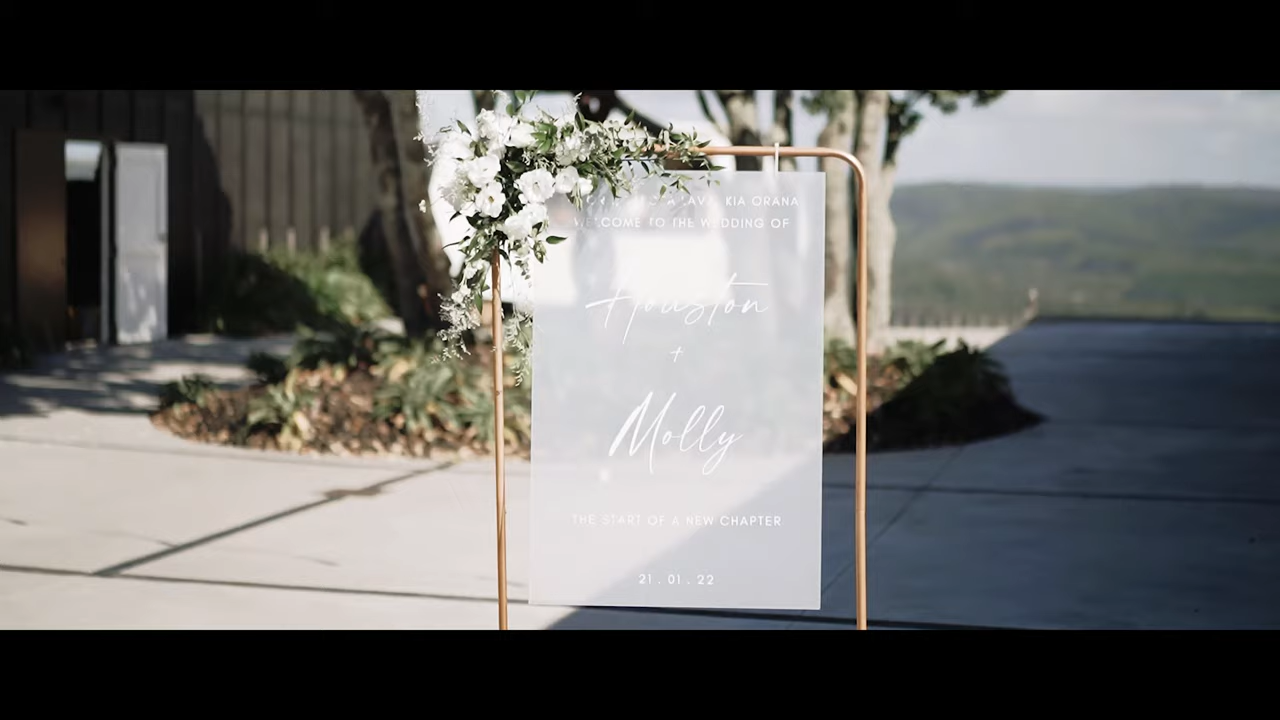 KIA ORANA
WELCOME TO THE WEDDING OF
Houston
+
Molly
THE START OF A NEW CHAPTER
21.01.22